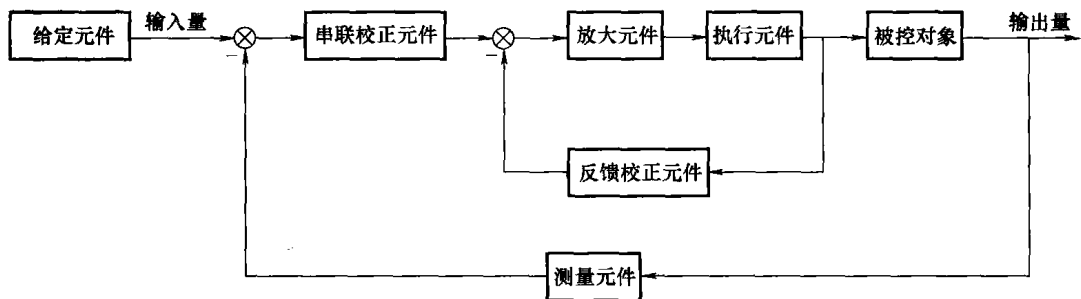 给定元件
输入量
串联校正元件
放大元件
执行元件
被控对象
输出量
反馈校正元件
测量元件